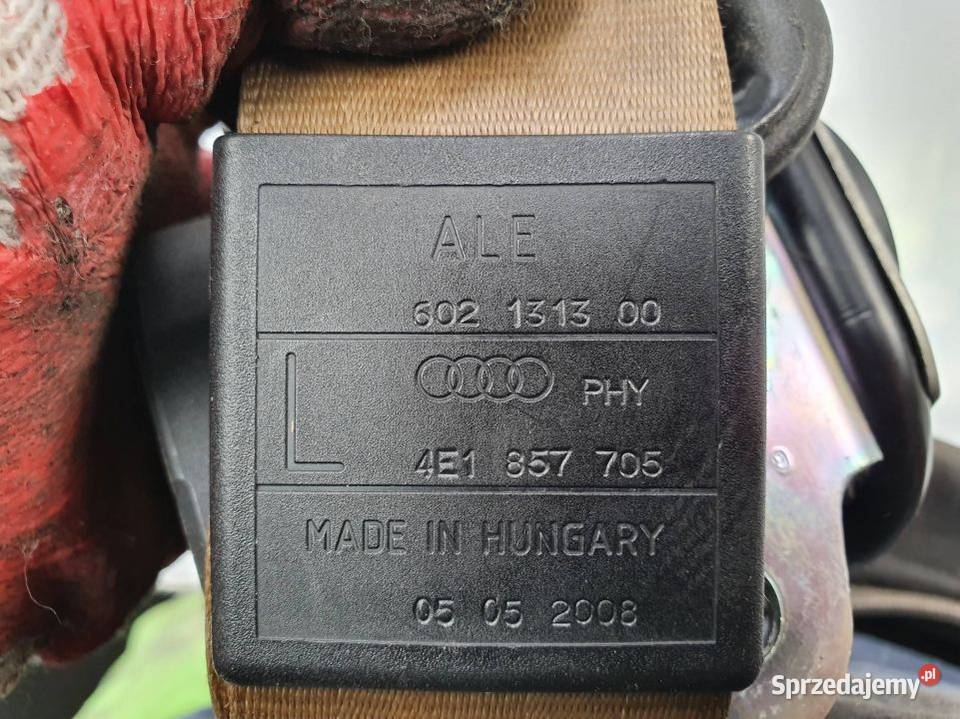 ALE
602 1313 00
L
PHY
4E1 857 705
MADE IN HUNGARY
05 05 2008
Sprzedajemy.pl